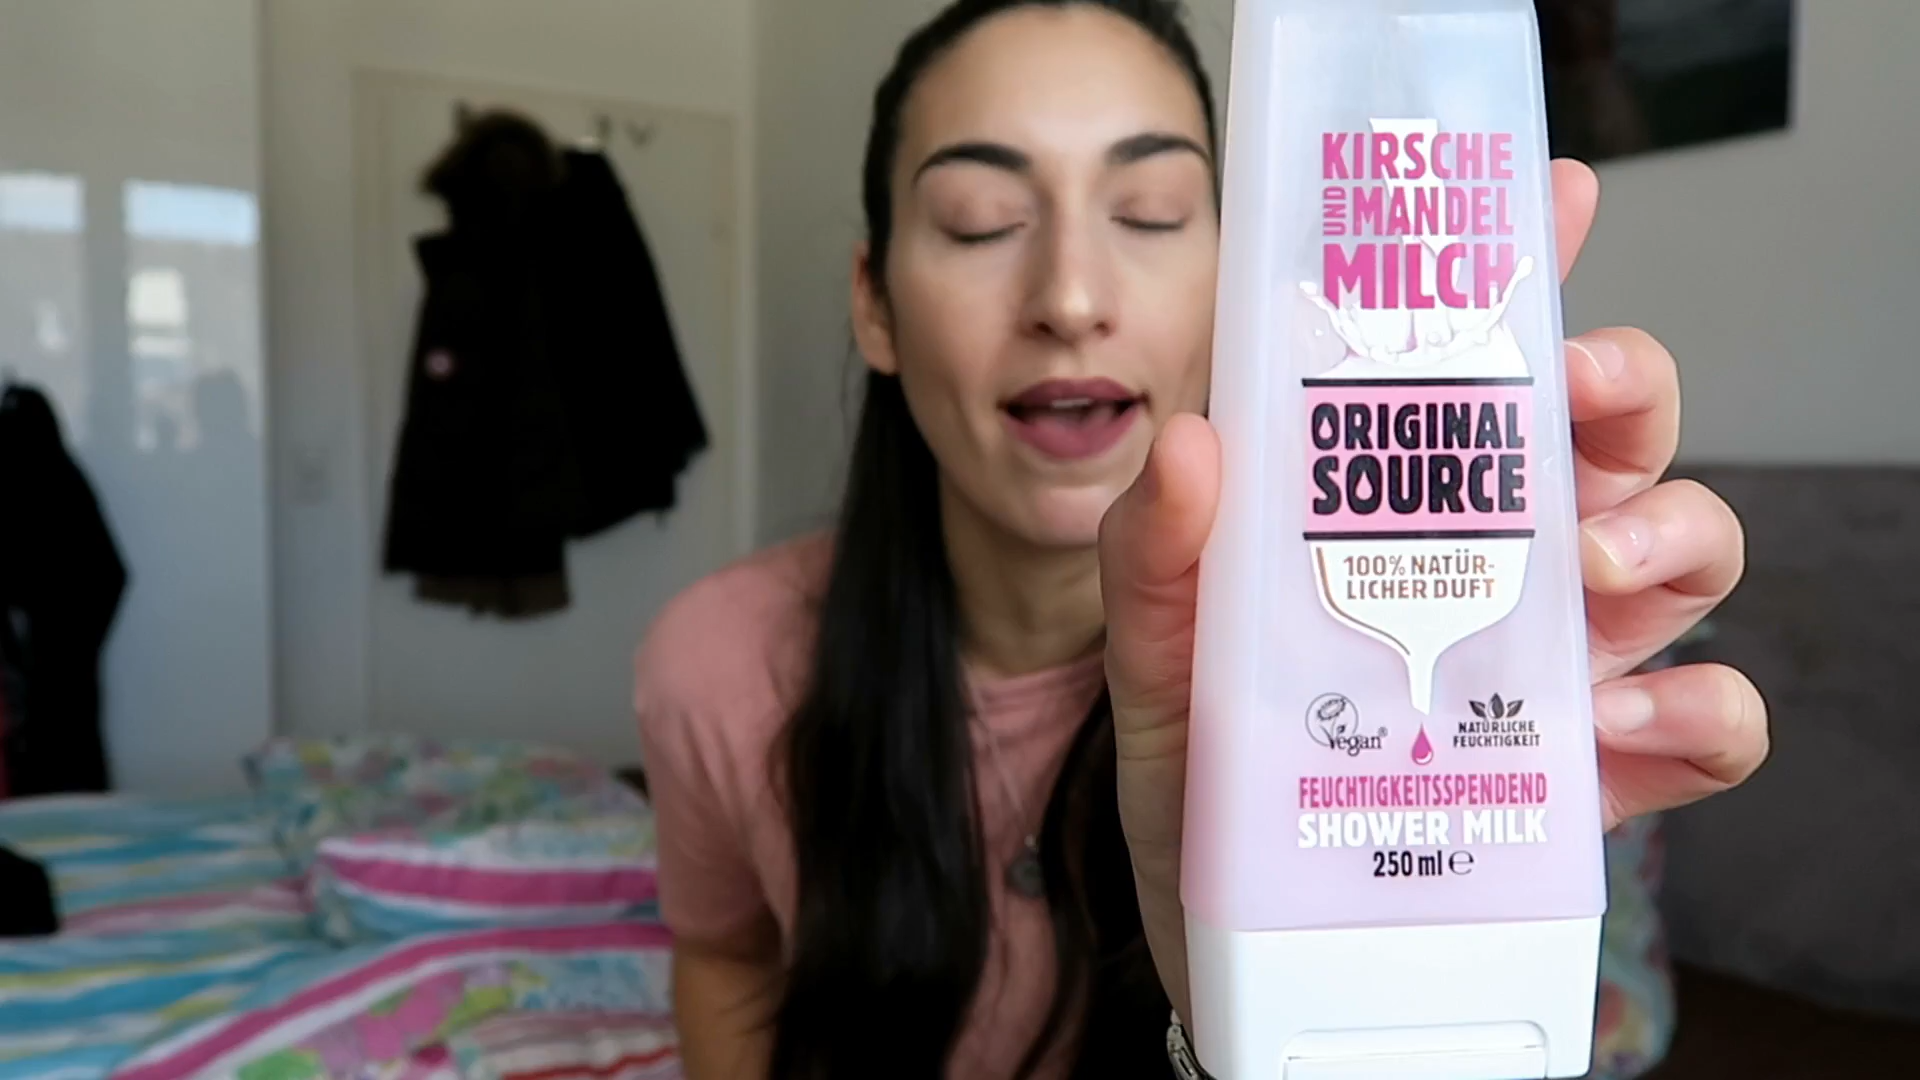 KIRSCHE
UND MANDEL
MILCH
ORIGINAL
SOURCE
100% NATÜR-
LICHER DUFT
Vegan®
NATÜRLICHE
FEUCHTIGKEIT
FEUCHTIGKEITSSPENDEND
SHOWER MILK
250 ml ℮